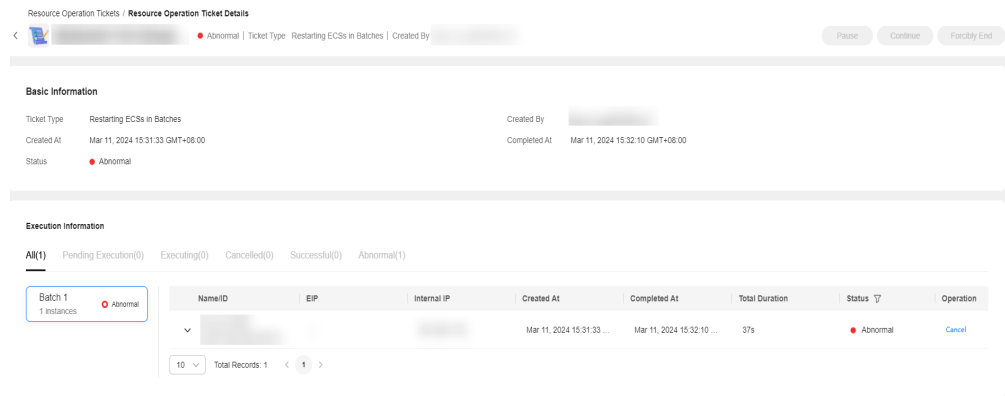 Resource Operation Tickets / Resource Operation Ticket Details
Abnormal | Ticket Type Restarting ECSs in Batches | Created By
Pause Continue Forcibly End
Basic Information
Ticket Type Restarting ECSs in Batches Created By
Created At Mar 11, 2024 15:31:33 GMT+08:00 Completed At Mar 11, 2024 15:32:10 GMT+08:00
Status Abnormal
Execution Information
All(1) Pending Execution(0) Executing(0) Cancelled(0) Successful(0) Abnormal(1)
Batch 1
1 instances
Abnormal
Name/ID EIP Internal IP Created At Completed At Total Duration Status Operation
Mar 11, 2024 15:31:33 ... Mar 11, 2024 15:32:10 ... 37s Abnormal Cancel
10 Total Records: 1 < 1 >